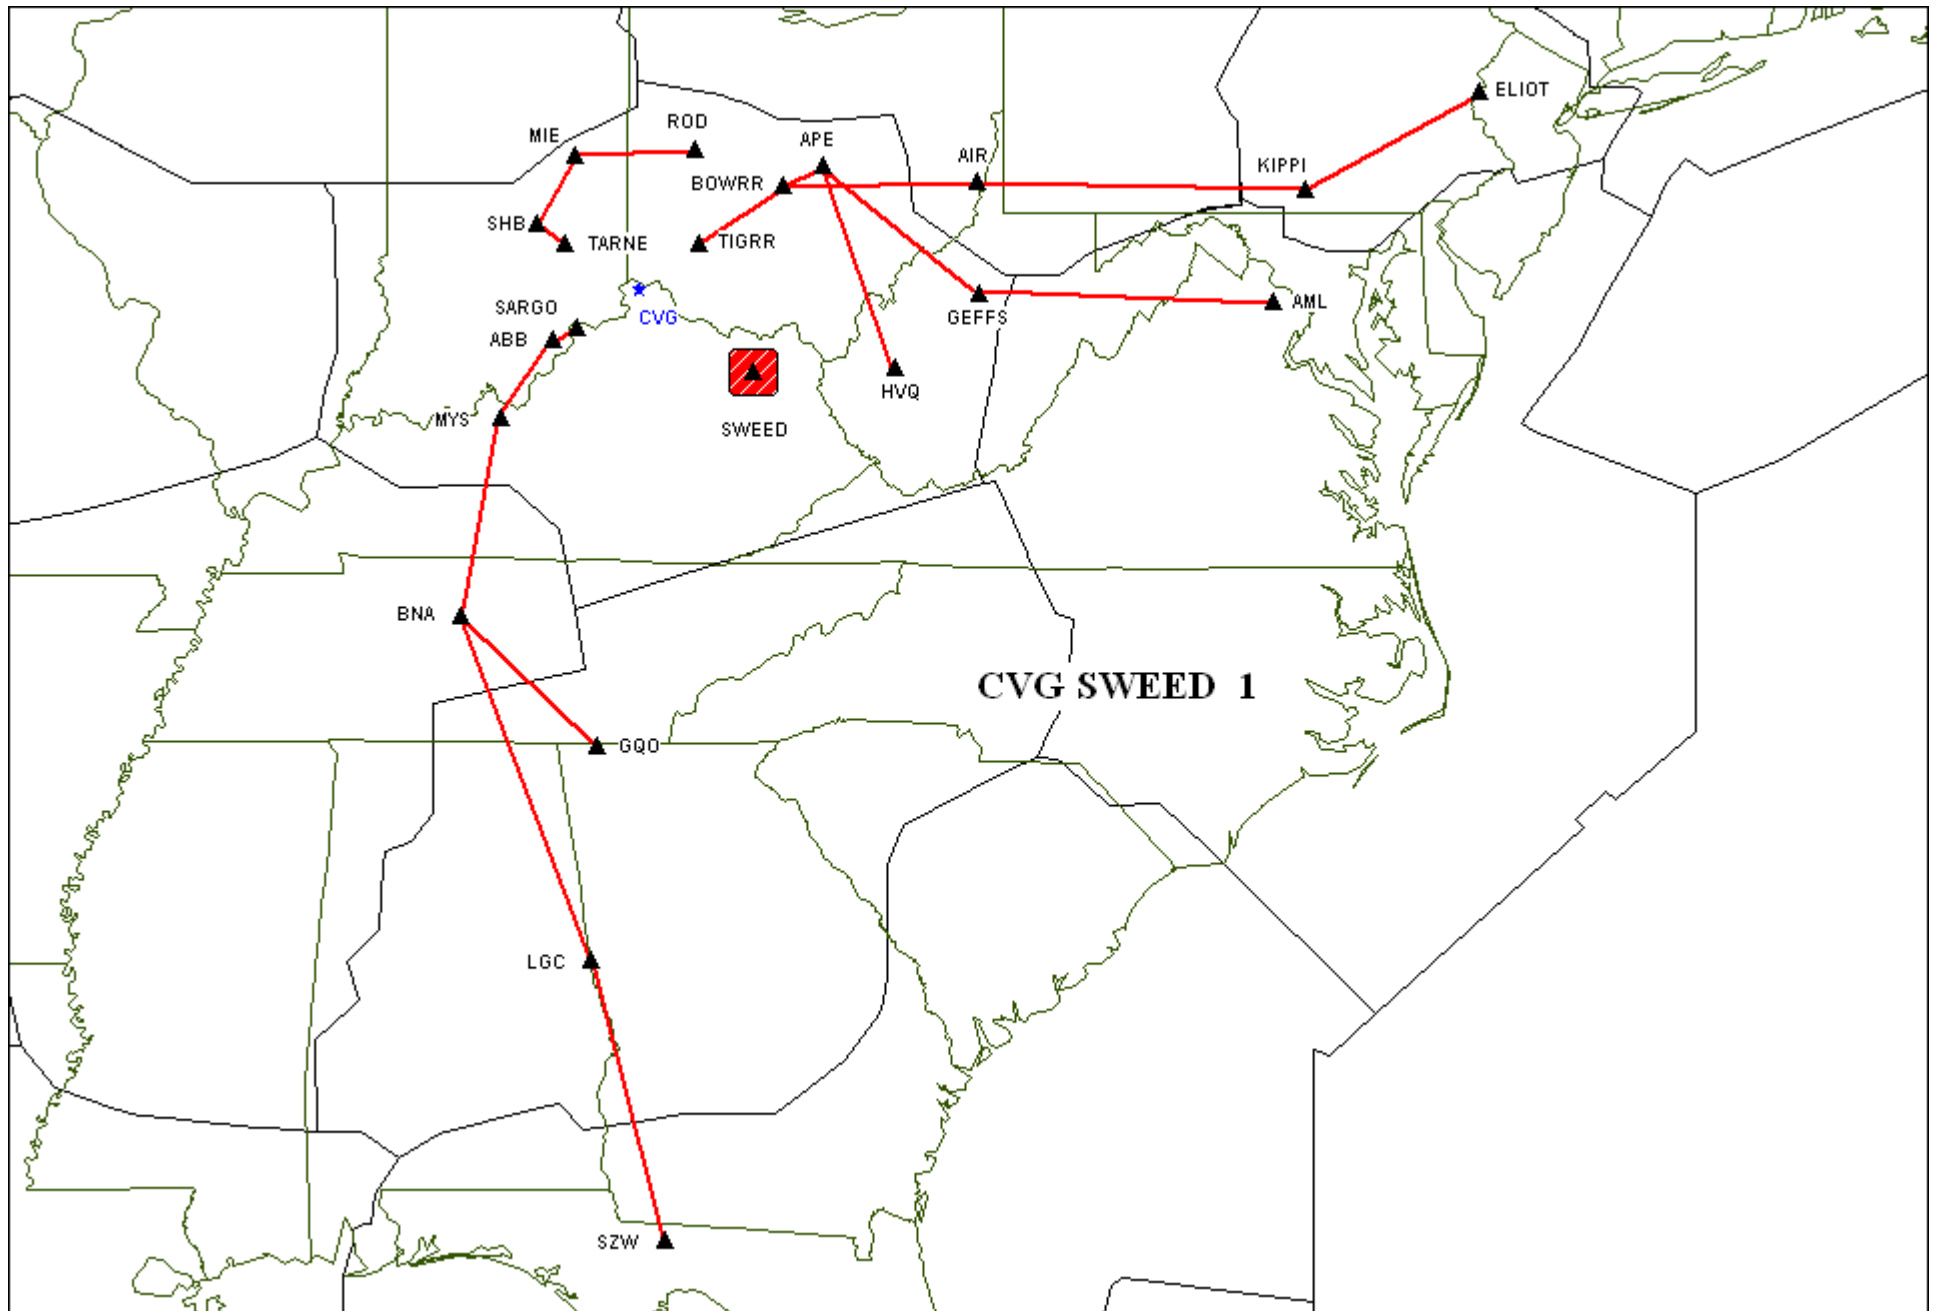 ELIOT
ROD
MIE
APE
AIR
KIPPI
BOWRR
SHB
TARNE
TIGRR
SARGO
CVG
GEFFS
AML
ABB
HVQ
MYS
SWEED
BNA
CVG SWEED 1
GQO
LGC
SZW